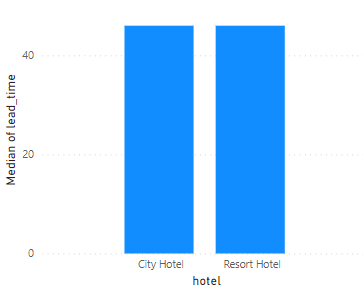 Median of lead_time
40
20
0
City Hotel
Resort Hotel
hotel